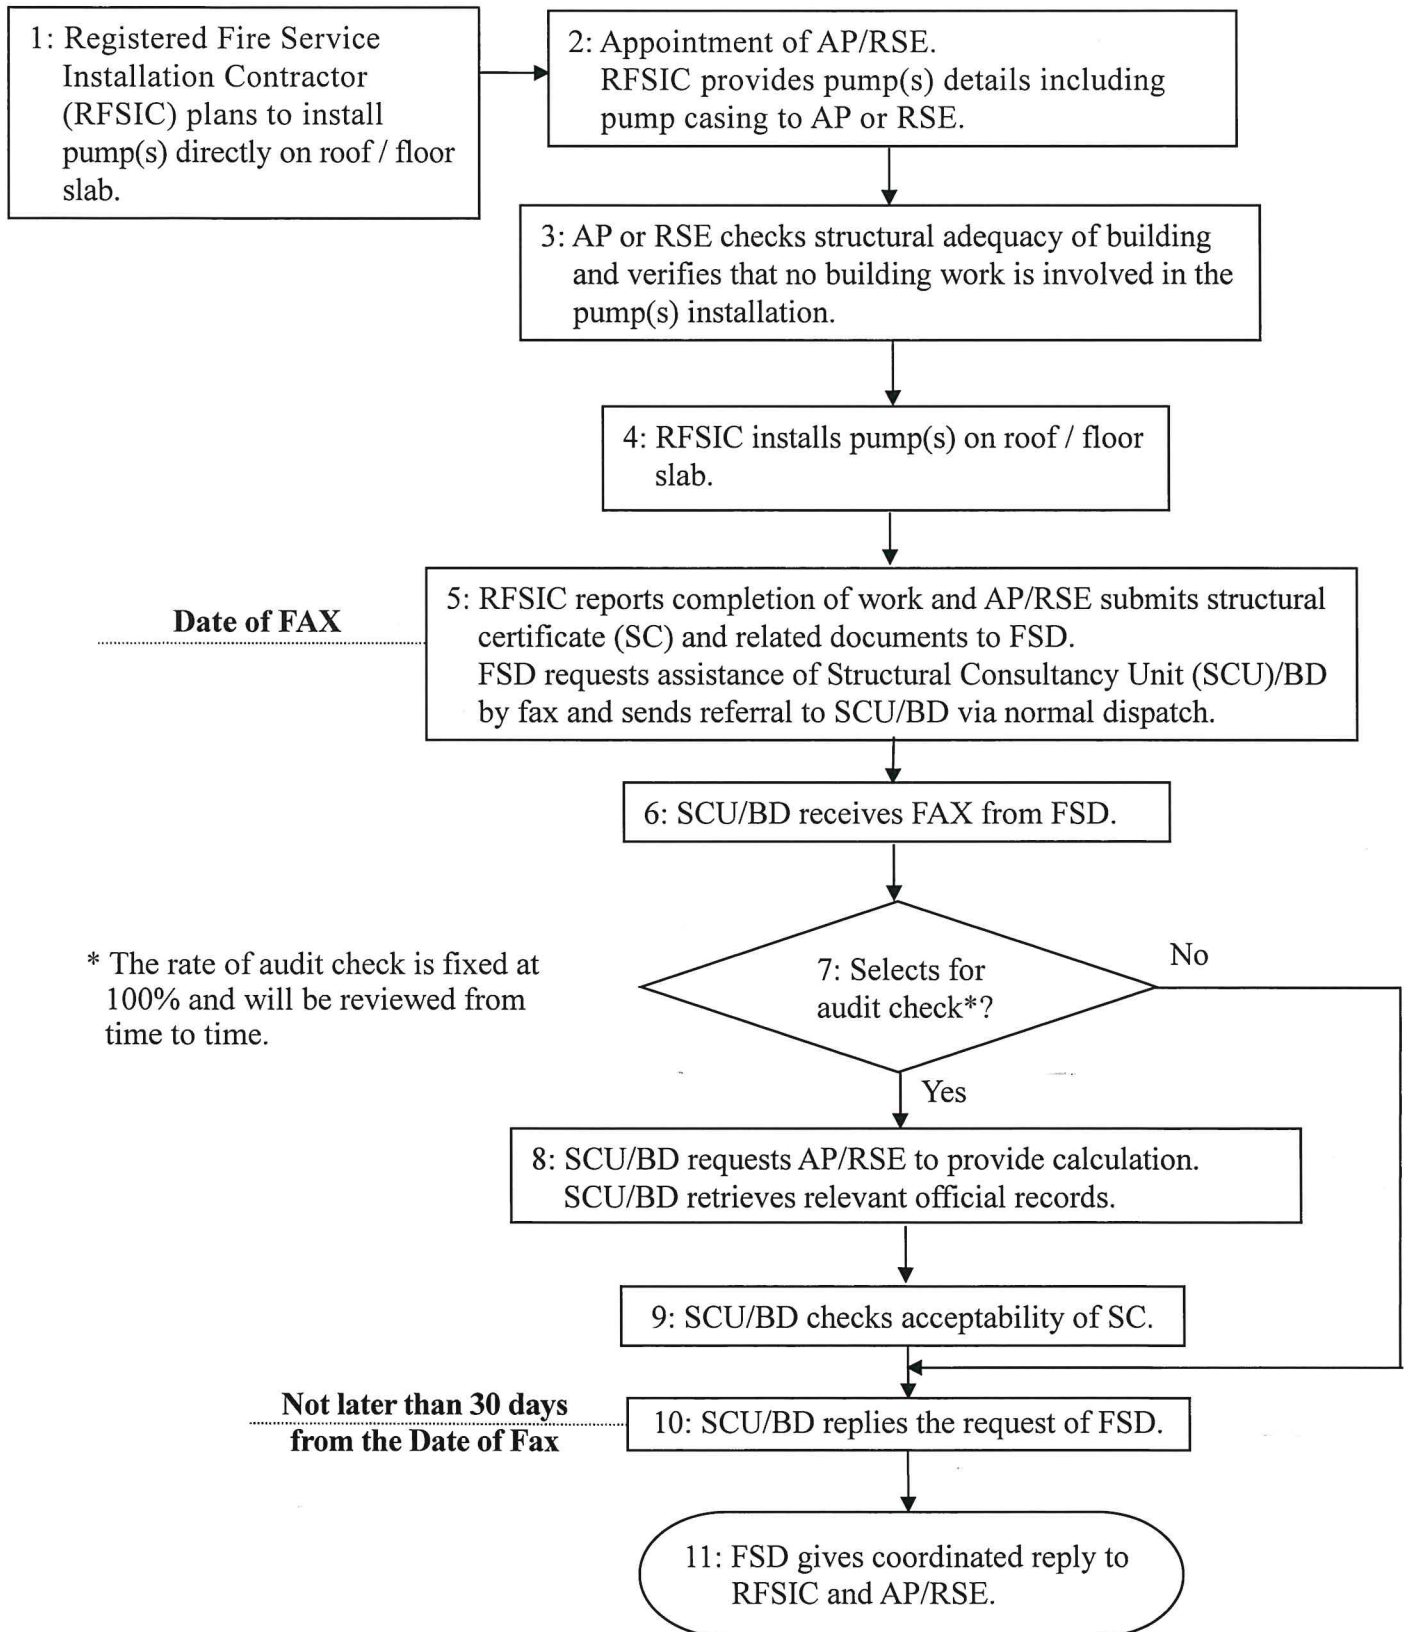 1: Registered Fire Service
Installation Contractor
(RFSIC) plans to install
pump(s) directly on roof / floor
slab.
2: Appointment of AP/RSE.
RFSIC provides pump(s) details including
pump casing to AP or RSE.
3: AP or RSE checks structural adequacy of building
and verifies that no building work is involved in the
pump(s) installation.
4: RFSIC installs pump(s) on roof / floor
slab.
Date of FAX
5: RFSIC reports completion of work and AP/RSE submits structural
certificate (SC) and related documents to FSD.
FSD requests assistance of Structural Consultancy Unit (SCU)/BD
by fax and sends referral to SCU/BD via normal dispatch.
6: SCU/BD receives FAX from FSD.
* The rate of audit check is fixed at
100% and will be reviewed from
time to time.
7: Selects for
audit check*?
No
Yes
8: SCU/BD requests AP/RSE to provide calculation.
SCU/BD retrieves relevant official records.
9: SCU/BD checks acceptability of SC.
Not later than 30 days
from the Date of Fax
10: SCU/BD replies the request of FSD.
11: FSD gives coordinated reply to
RFSIC and AP/RSE.